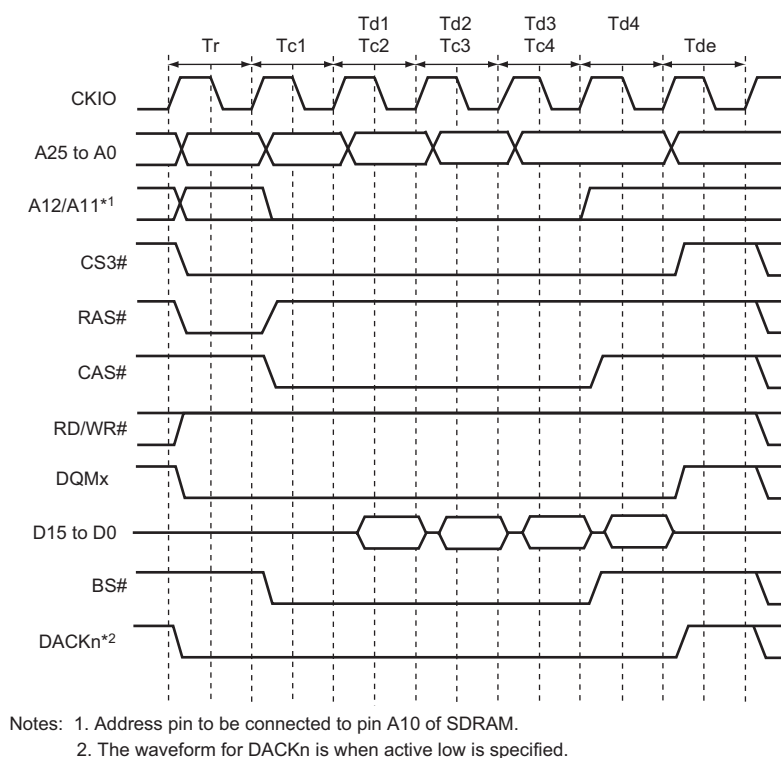 Td1 Td2 Td3 Td4
Tr Tc1 Tc2 Tc3 Tc4 Tde
CKIO
A25 to A0
A12/A11*1
CS3#
RAS#
CAS#
RD/WR#
DQMx
D15 to D0
BS#
DACKn*2
Notes: 1. Address pin to be connected to pin A10 of SDRAM.
2. The waveform for DACKn is when active low is specified.